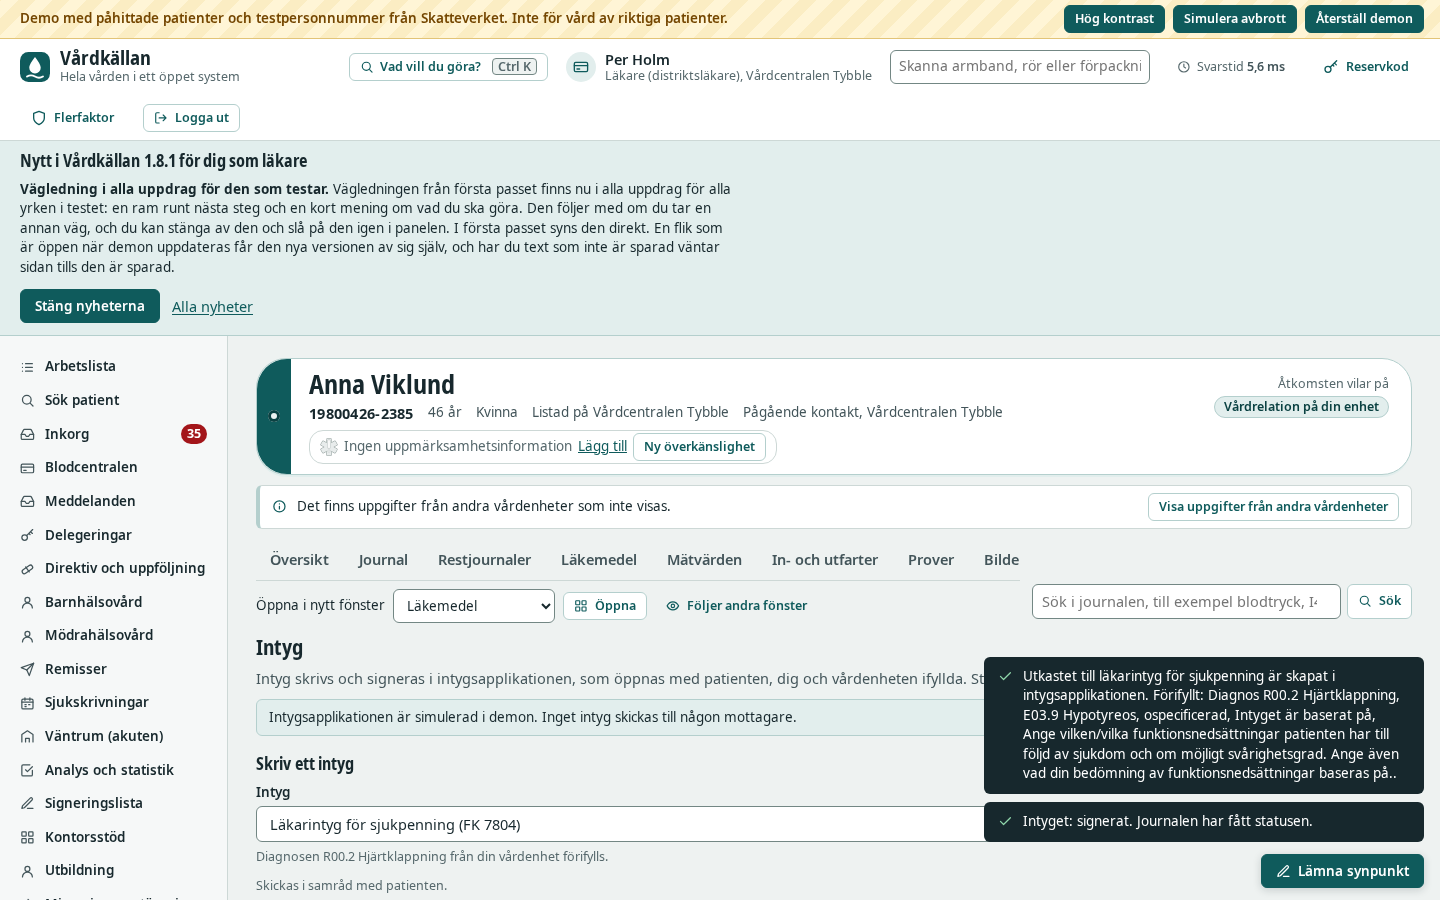 Demo med påhittade patienter och testpersonnummer från Skatteverket. Inte för vård av riktiga patienter.
Hög kontrast
Simulera avbrott
Återställ demon
Vårdkällan
Hela vården i ett öppet system
Vad vill du göra?
Ctrl K
Per Holm
Läkare (distriktsläkare), Vårdcentralen Tybble
Skanna armband, rör eller förpackni
Svarstid 5,6 ms
Reservkod
Flerfaktor
Logga ut
Nytt i Vårdkällan 1.8.1 för dig som läkare
Vägledning i alla uppdrag för den som testar. Vägledningen från första passet finns nu i alla uppdrag för alla
yrken i testet: en ram runt nästa steg och en kort mening om vad du ska göra. Den följer med om du tar en
annan väg, och du kan stänga av den och slå på den igen i panelen. I första passet syns den direkt. En flik som
är öppen när demon uppdateras får den nya versionen av sig själv, och har du text som inte är sparad väntar
sidan tills den är sparad.
Stäng nyheterna
Alla nyheter
Arbetslista
Sök patient
Inkorg
35
Blodcentralen
Meddelanden
Delegeringar
Direktiv och uppföljning
Barnhälsovård
Mödrahälsovård
Remisser
Sjukskrivningar
Väntrum (akuten)
Analys och statistik
Signeringslista
Kontorsstöd
Utbildning
Anna Viklund
19800426-2385
46 år
Kvinna
Listad på Vårdcentralen Tybble
Pågående kontakt, Vårdcentralen Tybble
Ingen uppmärksamhetsinformation
Lägg till
Ny överkänslighet
Åtkomsten vilar på
Vårdrelation på din enhet
Det finns uppgifter från andra vårdenheter som inte visas.
Visa uppgifter från andra vårdenheter
Översikt
Journal
Restjournaler
Läkemedel
Mätvärden
In- och utfarter
Prover
Bilde
Öppna i nytt fönster
Läkemedel
Öppna
Följer andra fönster
Sök i journalen, till exempel blodtryck, I
Sök
Intyg
Intyg skrivs och signeras i intygsapplikationen, som öppnas med patienten, dig och vårdenheten ifyllda. St
Intygsapplikationen är simulerad i demon. Inget intyg skickas till någon mottagare.
Skriv ett intyg
Intyg
Läkarintyg för sjukpenning (FK 7804)
Diagnosen R00.2 Hjärtklappning från din vårdenhet förifylls.
Skickas i samråd med patienten.
Utkastet till läkarintyg för sjukpenning är skapat i
intygsapplikationen. Förifyllt: Diagnos R00.2 Hjärtklappning,
E03.9 Hypotyreos, ospecificerad, Intyget är baserat på,
Ange vilken/vilka funktionsnedsättningar patienten har till
följd av sjukdom och om möjligt svårighetsgrad. Ange även
vad din bedömning av funktionsnedsättningar baseras på..
Intyget: signerat. Journalen har fått statusen.
Lämna synpunkt